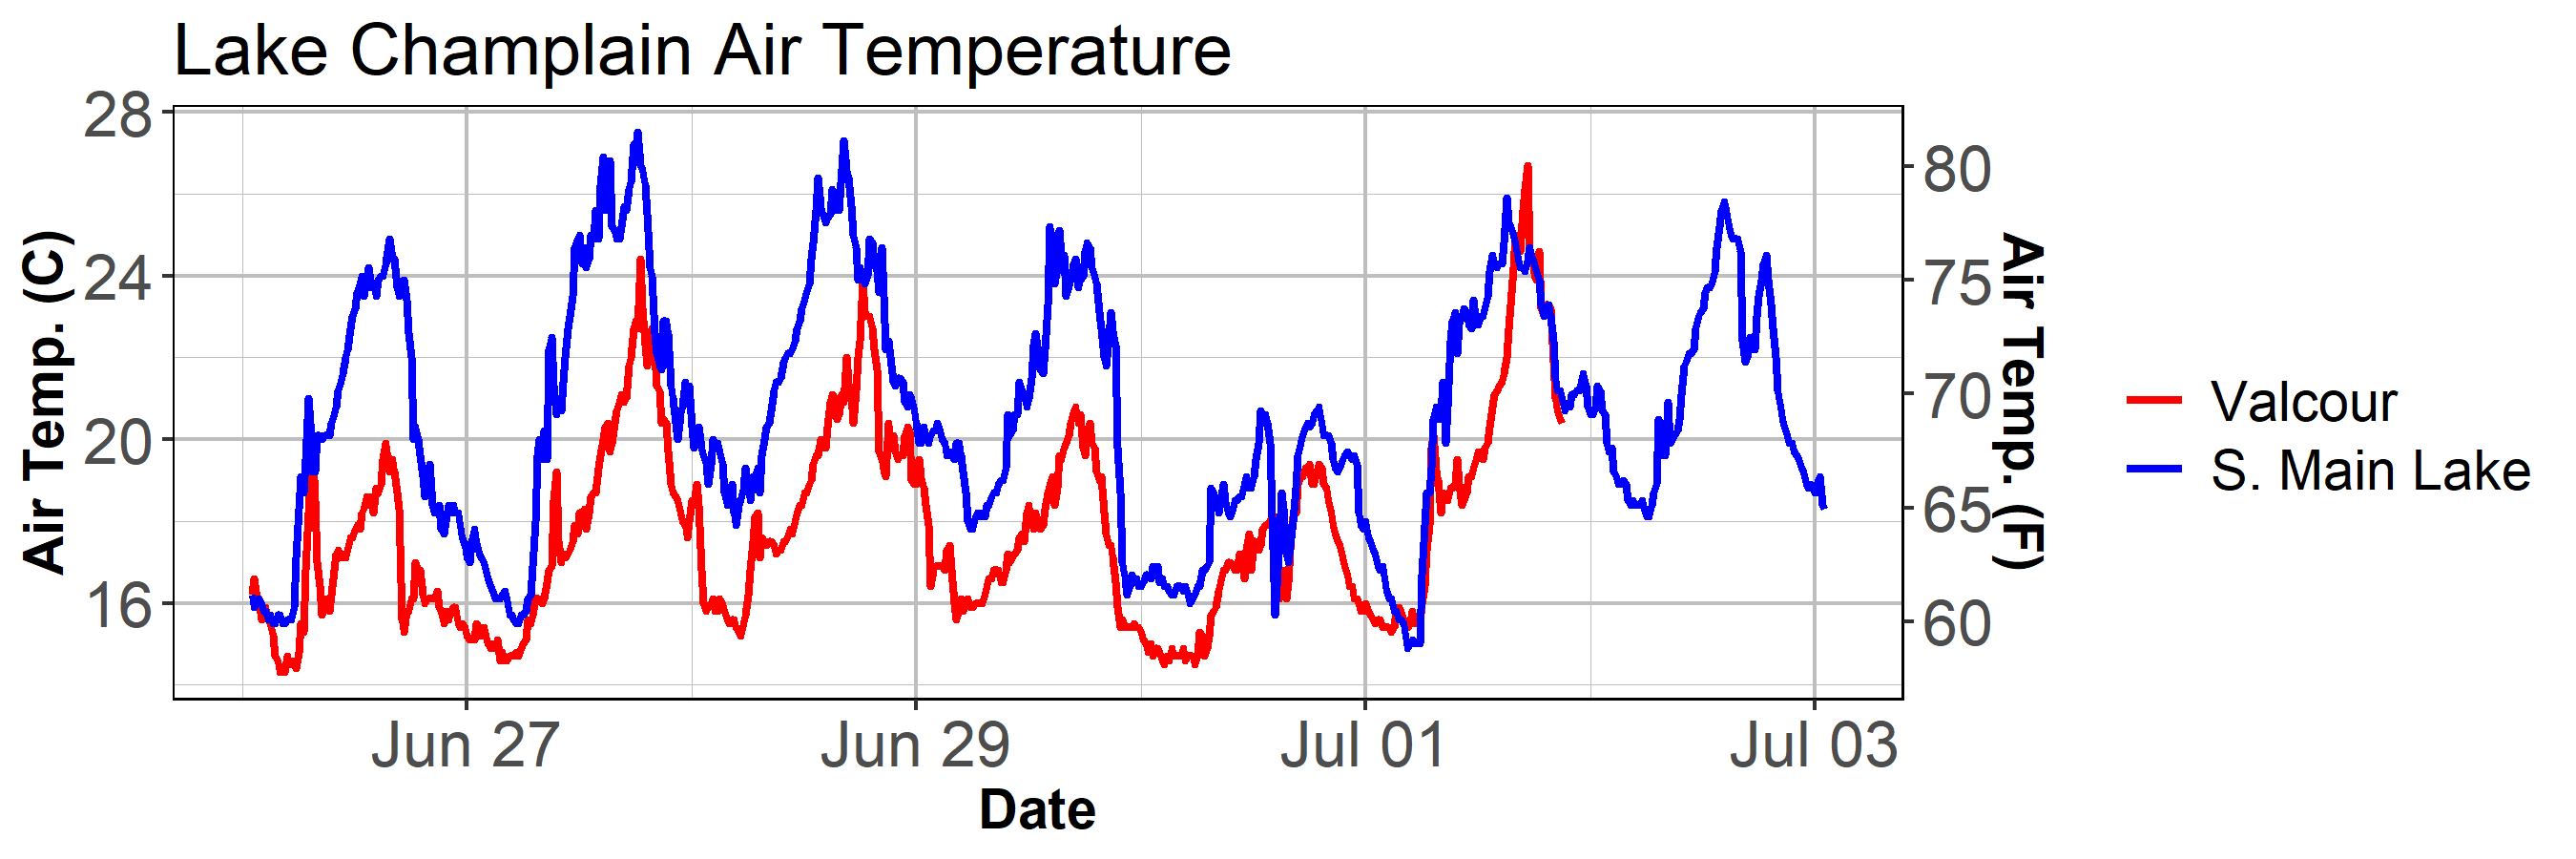 Lake Champlain Air Temperature
28
24
20
16
Air Temp. (C)
80
75
70
65
60
Air Temp. (F)
Jun 27
Jun 29
Jul 01
Jul 03
Date
Valcour
S. Main Lake